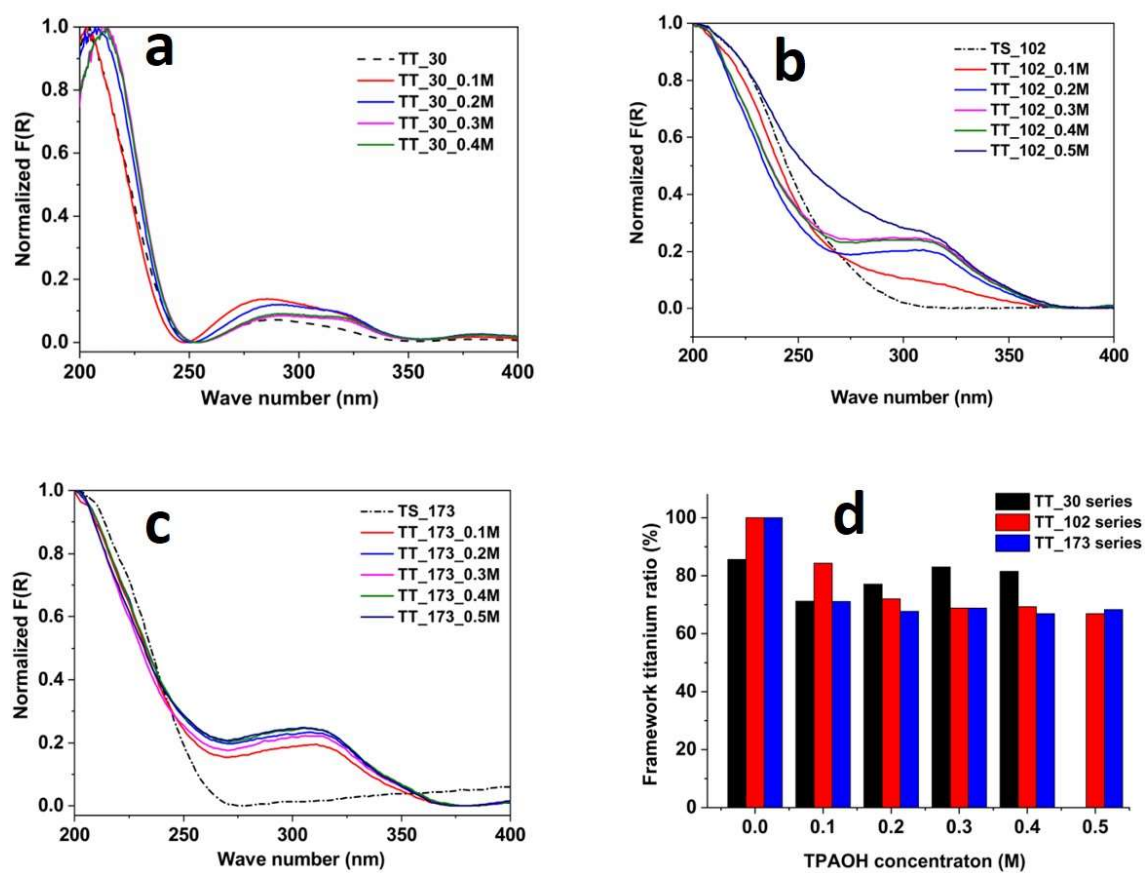 a
TT_30
TT_30_0.1M
TT_30_0.2M
TT_30_0.3M
TT_30_0.4M
Normalized F(R)
1.0
0.8
0.6
0.4
0.2
0.0
200 250 300 350 400
Wave number (nm)
b
TS_102
TT_102_0.1M
TT_102_0.2M
TT_102_0.3M
TT_102_0.4M
TT_102_0.5M
Normalized F(R)
1.0
0.8
0.6
0.4
0.2
0.0
200 250 300 350 400
Wave number (nm)
c
TS_173
TT_173_0.1M
TT_173_0.2M
TT_173_0.3M
TT_173_0.4M
TT_173_0.5M
Normalized F(R)
1.0
0.8
0.6
0.4
0.2
0.0
200 250 300 350 400
Wave number (nm)
d
TT_30 series
TT_102 series
TT_173 series
Framework titanium ratio (%)
100
80
60
40
20
0
0.0 0.1 0.2 0.3 0.4 0.5
TPAOH concentraton (M)